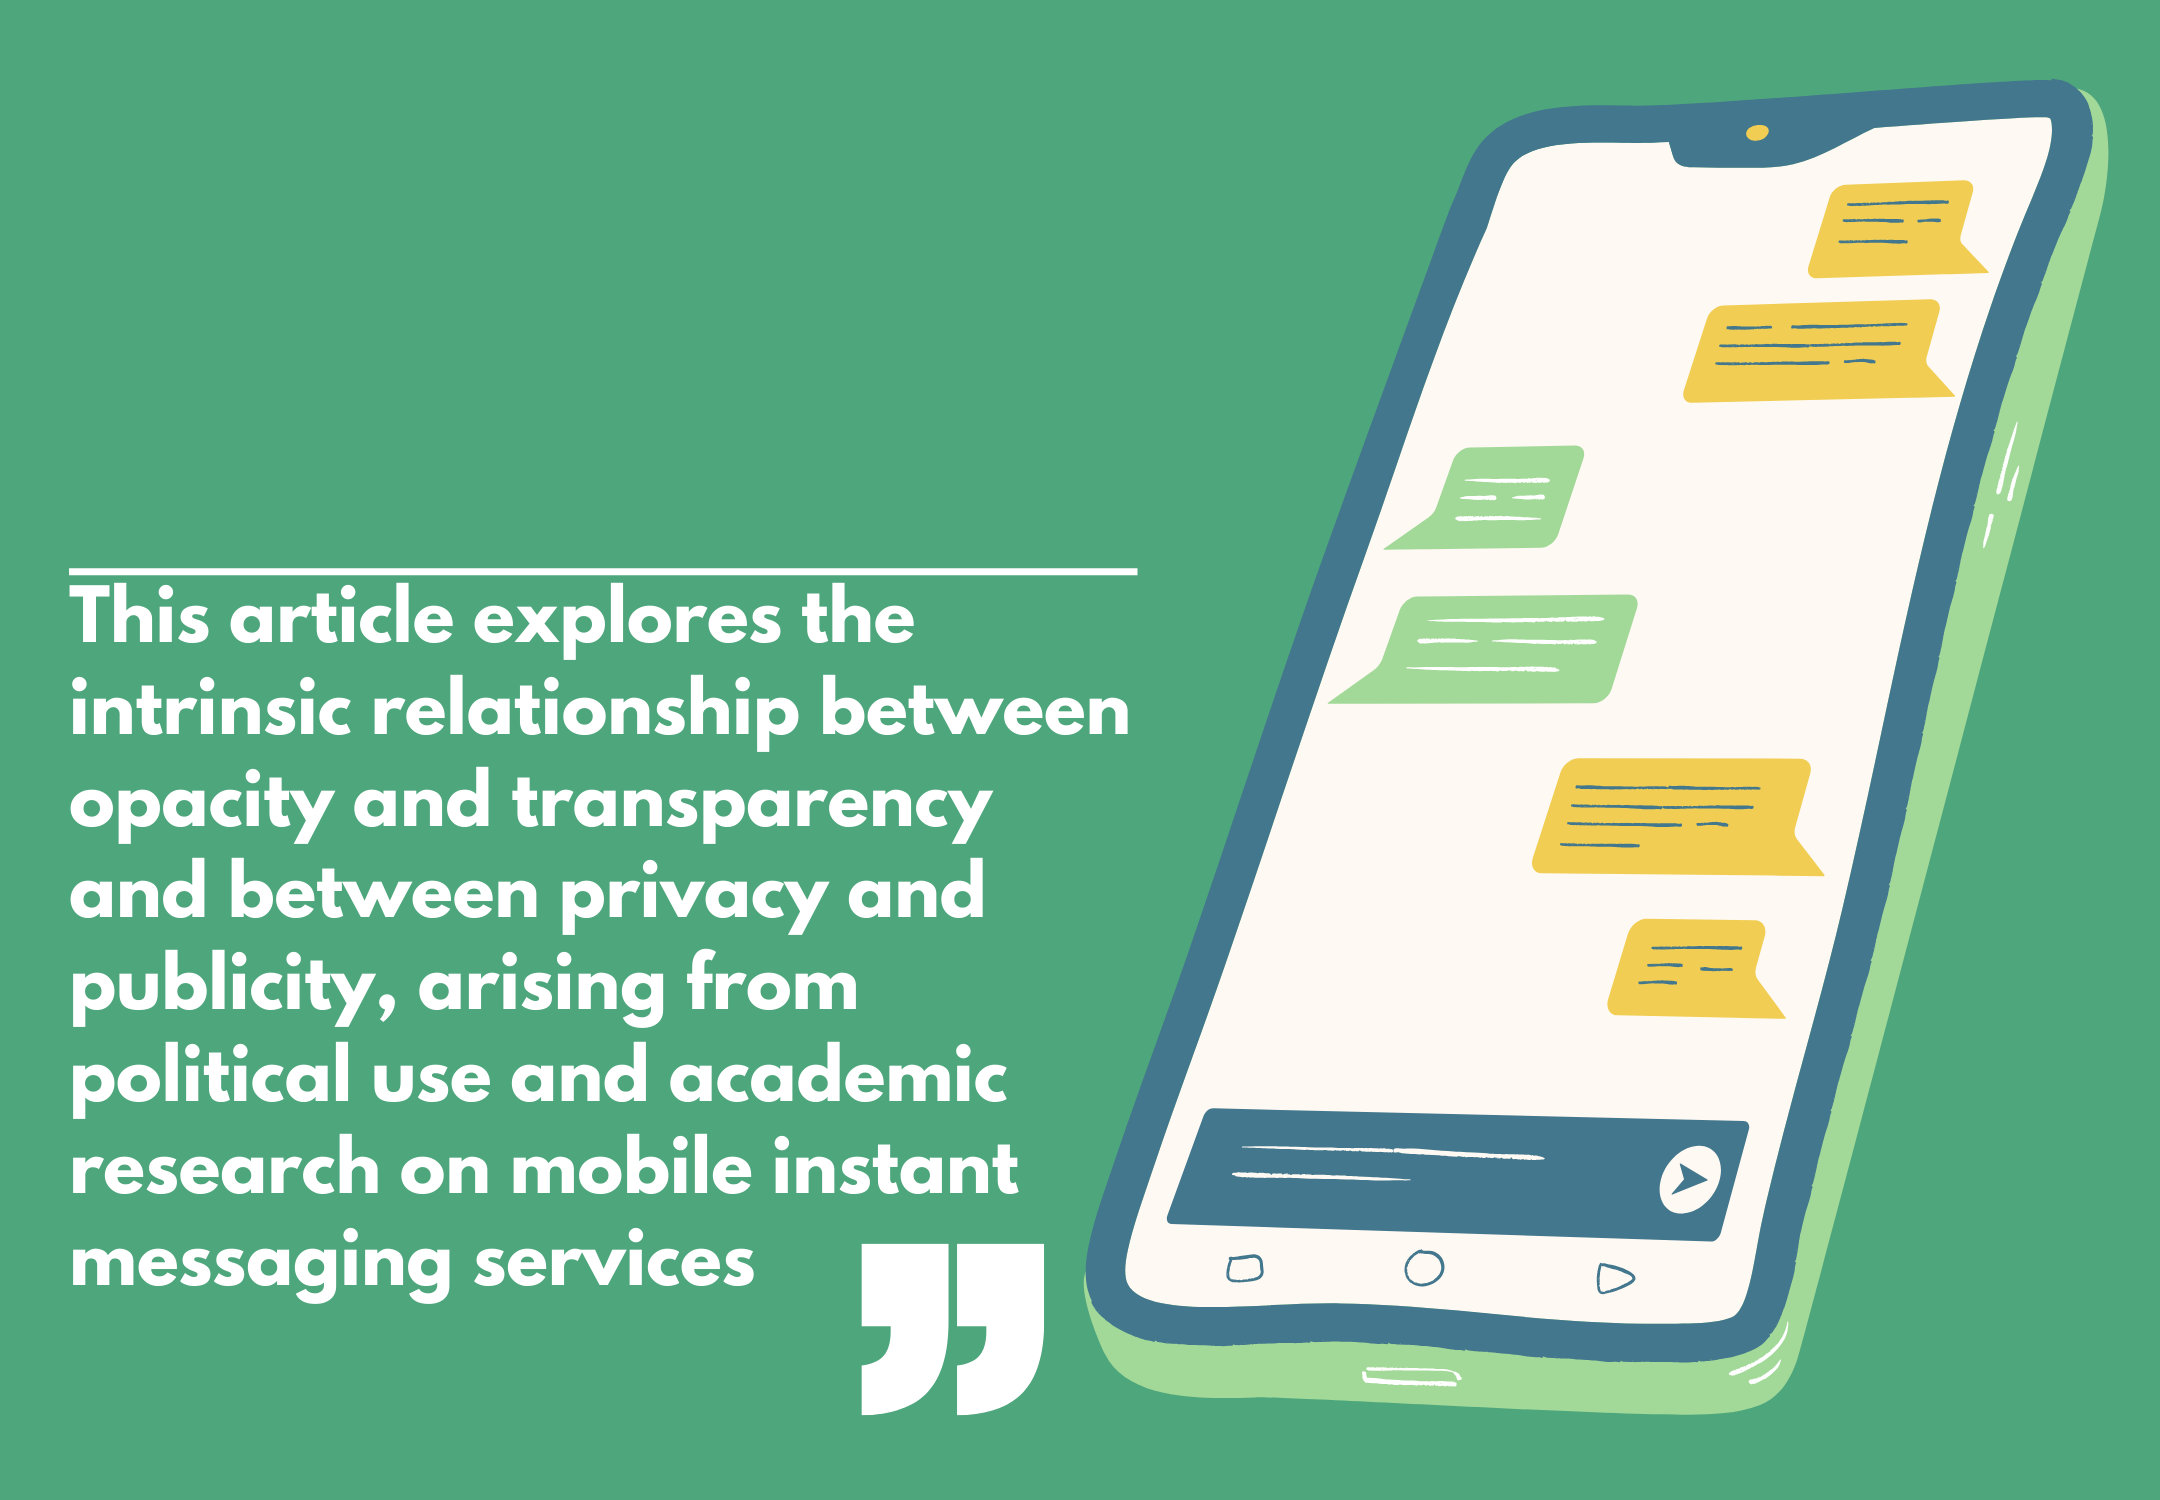 This article explores the
intrinsic relationship between
opacity and transparency
and between privacy and
publicity, arising from
political use and academic
research on mobile instant
messaging services
”